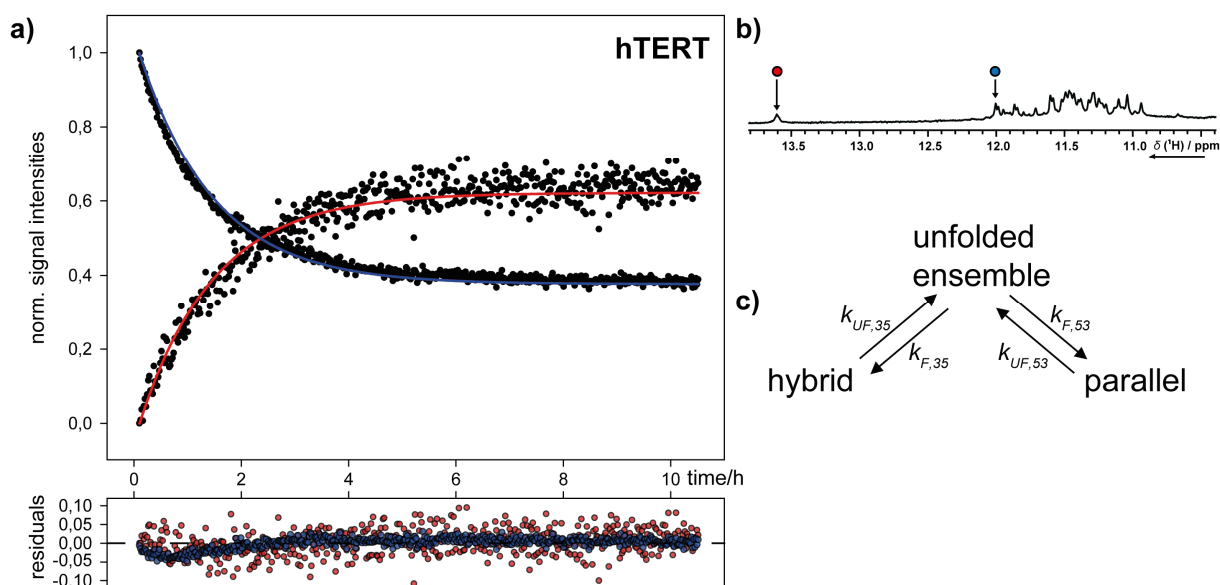 a)
hTERT
norm. signal intensities
1,0
0,8
0,6
0,4
0,2
0,0
0 2 4 6 8 10 time/h
residuals
0,10
0,05
0,00
-0,05
-0,10
b)
13.5 13.0 12.5 12.0 11.5 11.0 δ (¹H) / ppm
c)
unfolded
ensemble
k_UF,35 k_F,53
k_F,35 k_UF,53
hybrid parallel